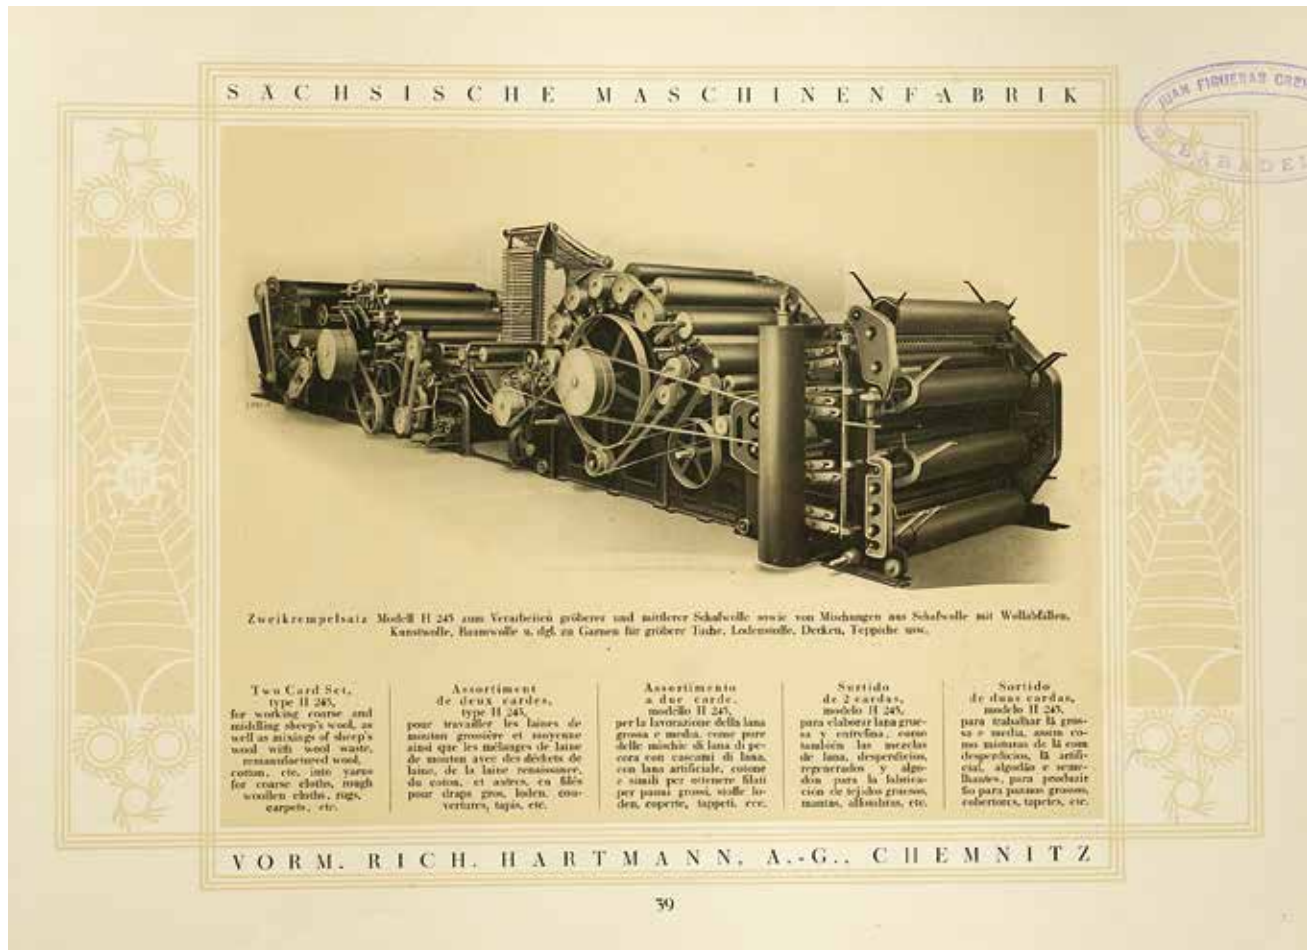 SÄCHSISCHE MASCHINENFABRIK
JUAN FIGUERAS
SABADEL
Zweikrempelsatz Modell H 245 zum Verarbeiten gröberer und mittlerer Schafwolle sowie von Mischungen aus Schafwolle mit Wollabfällen,
Kunstwolle, Baumwolle u. dgl. zu Garnen für gröbere Tuche, Lodenstoffe, Decken, Teppiche usw.
Two Card Set,
type H 245,
for working coarse and
middling sheep's wool, as
well as mixings of sheep's
wool with wool waste,
remanufactured wool,
cotton, etc. into yarns
for coarse cloths, rough
woollen cloths, rugs,
carpets, etc.
Assortiment
de deux cardes,
type H 245,
pour travailler les laines de
mouton grossière et moyenne
ainsi que les mélanges de laine
de mouton avec des déchets de
laine, de la laine renaissance,
du coton, et autres, en filés
pour draps gros, loden, cou-
vertures, tapis, etc.
Assortimento
a due carde,
modello H 245,
per la lavorazione della lana
grossa e media, come pure
delle mischie di lana di pe-
cora con cascami di lana,
con lana artificiale, cotone
e simili per ottenere filati
per panni grossi, stoffe lo-
den, coperte, tappeti, ecc.
Surtido
de 2 cardas,
modelo H 245,
para elaborar lana grue-
sa y entrefina, como
también las mezclas
de lana, desperdicios,
regenerados y algo-
dón para la fabrica-
ción de tejidos gruesos,
mantas, alfombras, etc.
Sortido
de duas cardas,
modelo H 245,
para trabalhar lã gros-
sa e media, assim co-
mo misturas de lã com
desperdicios, lã artifi-
cial, algodão e seme-
lhantes, para produzir
fio para pannos grossos,
cobertores, tapetes, etc.
VORM. RICH. HARTMANN, A.-G., CHEMNITZ
39